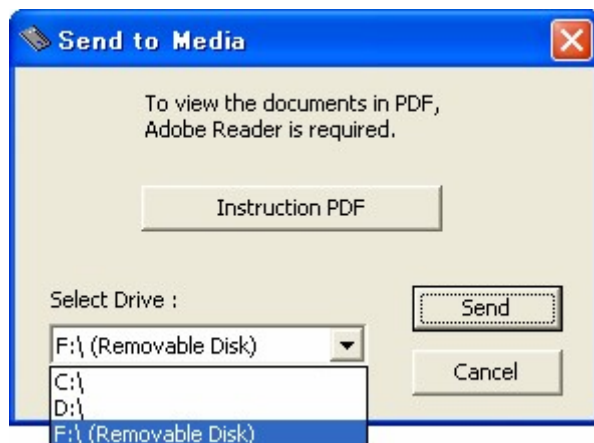 Send to Media
To view the documents in PDF,
Adobe Reader is required.
Instruction PDF
Select Drive :
Send
F:\ (Removable Disk)
Cancel
C:\
D:\
F:\ (Removable Disk)